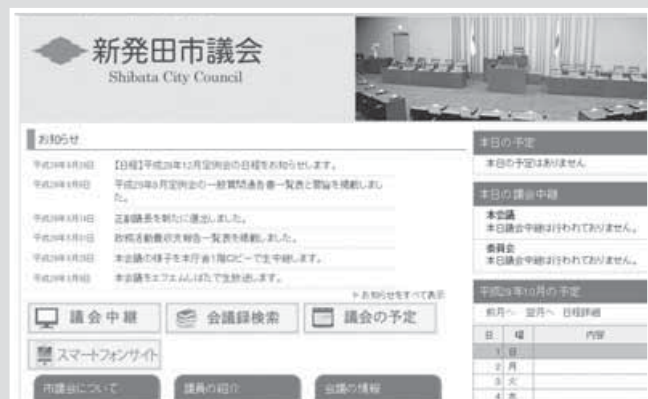 新発田市議会
Shibata City Council
お知らせ
【日程】平成29年12月定例会の日程をお知らせします。
平成29年9月定例会の一般質問通告書一覧表と要旨を掲載しまし
た。
正副議長を新たに選出しました。
政務活動費収支報告一覧表を掲載しました。
本会議の様子を本庁舎1階ロビーで生中継します。
本会議をエフエムしばたで生放送します。
お知らせをすべて表示
議会中継
会議録検索
議会の予定
スマートフォンサイト
市議会について
議員の紹介
会議の情報
本日の予定
本日の予定はありません
本日の議会中継
本会議
本日議会中継は行われておりません。
委員会
本日議会中継は行われておりません。
平成29年10月の予定
前月へ 翌月へ 日程詳細
日 曜 内容
1 日
2 月
3 火
4 水